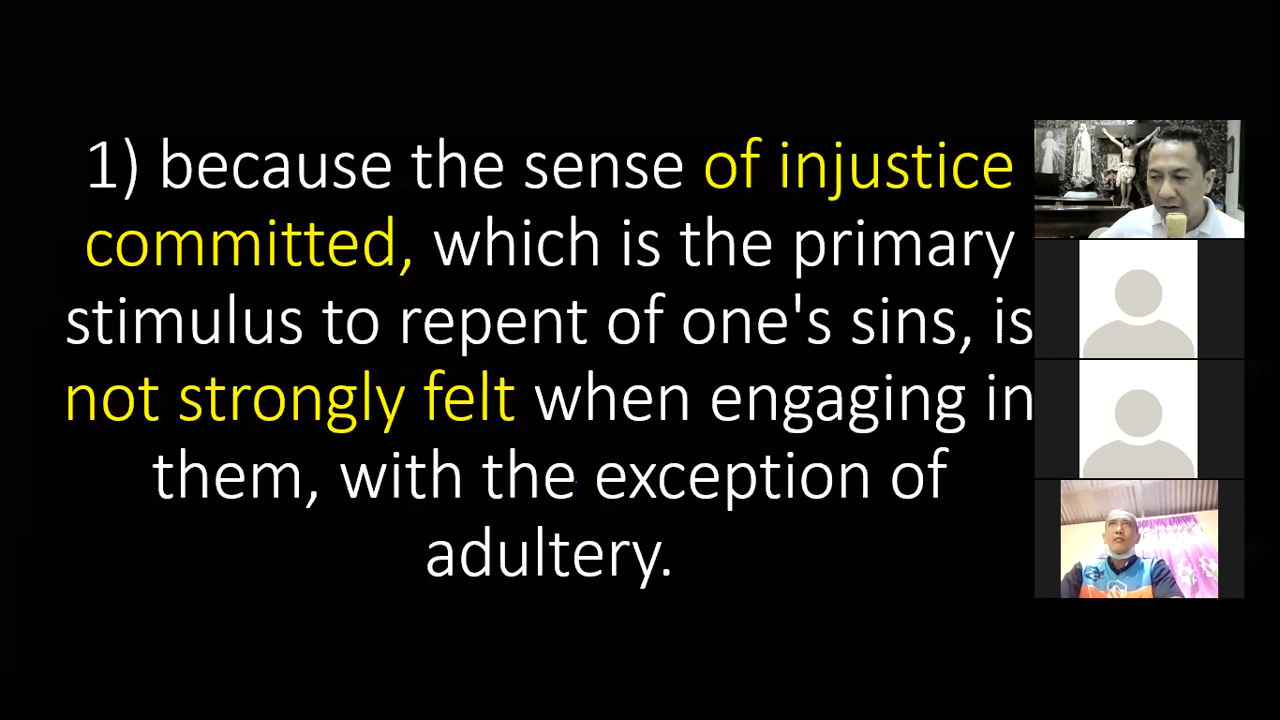 1) because the sense of injustice
committed, which is the primary
stimulus to repent of one's sins, is
not strongly felt when engaging in
them, with the exception of
adultery.